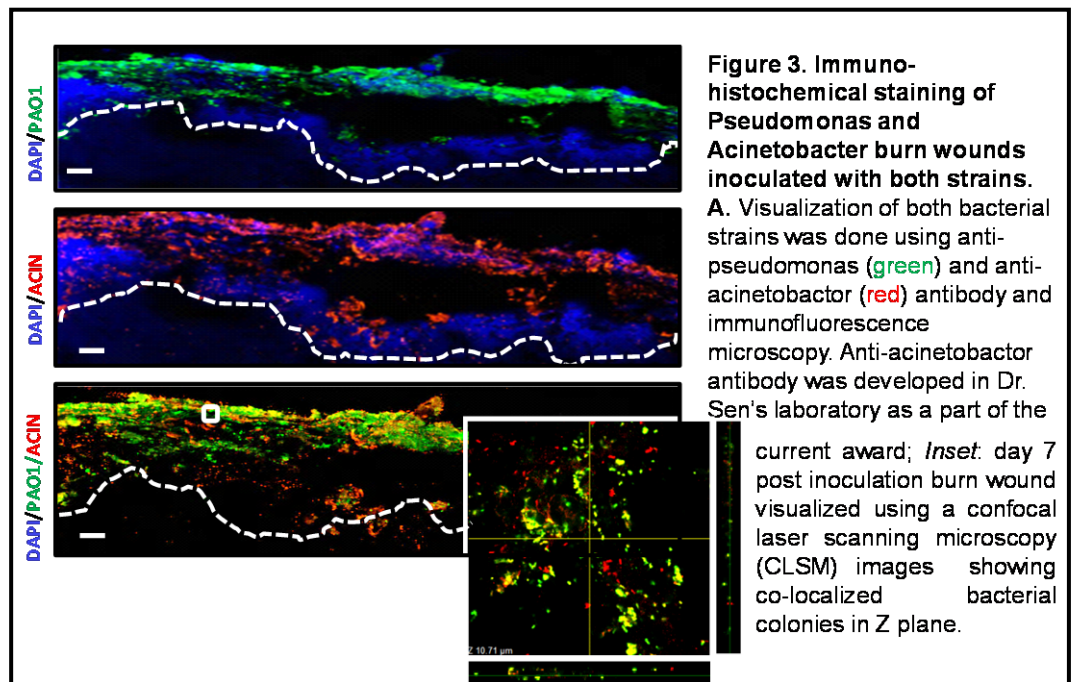 DAPI/PAO1
DAPI/ACIN
DAPI/PAO1/ACIN
Figure 3. Immuno-
histochemical staining of
Pseudomonas and
Acinetobacter burn wounds
inoculated with both strains.
A. Visualization of both bacterial
strains was done using anti-
pseudomonas (green) and anti-
acinetobactor (red) antibody and
immunofluorescence
microscopy. Anti-acinetobactor
antibody was developed in Dr.
Sen's laboratory as a part of the
current award; Inset: day 7
post inoculation burn wound
visualized using a confocal
laser scanning microscopy
(CLSM) images showing
co-localized bacterial
colonies in Z plane.
Z 10.71 µm